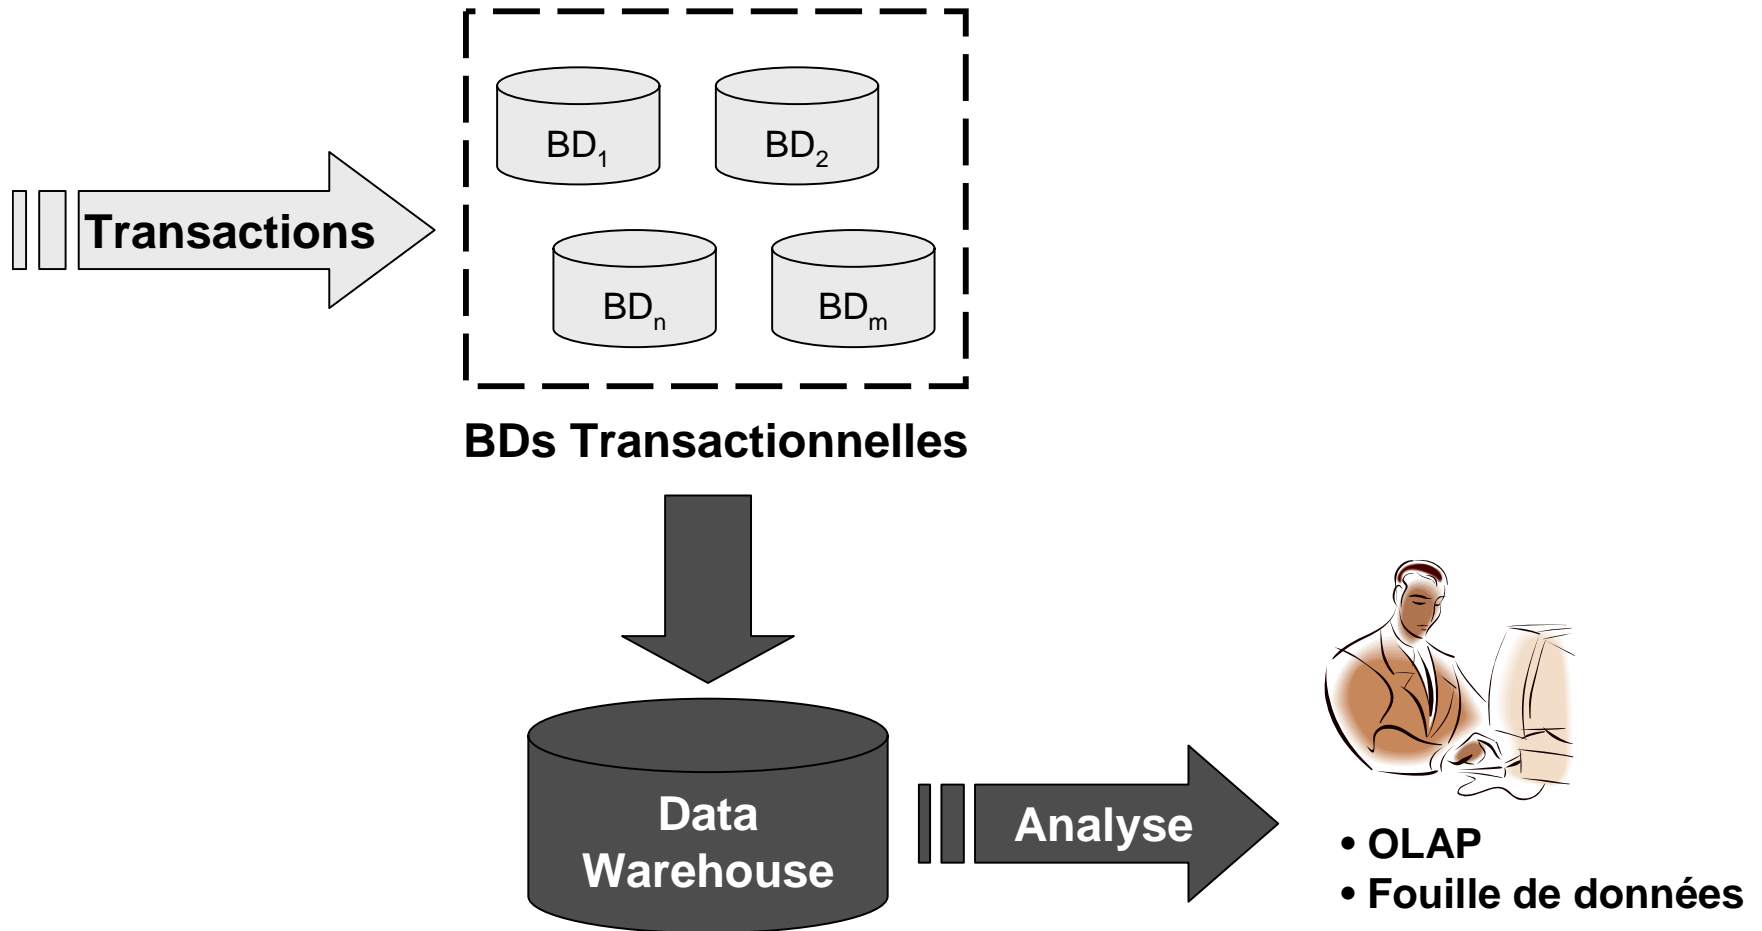 BD1
BD2
Transactions
BDn
BDm
BDs Transactionnelles
Data
Warehouse
Analyse
• OLAP
• Fouille de données